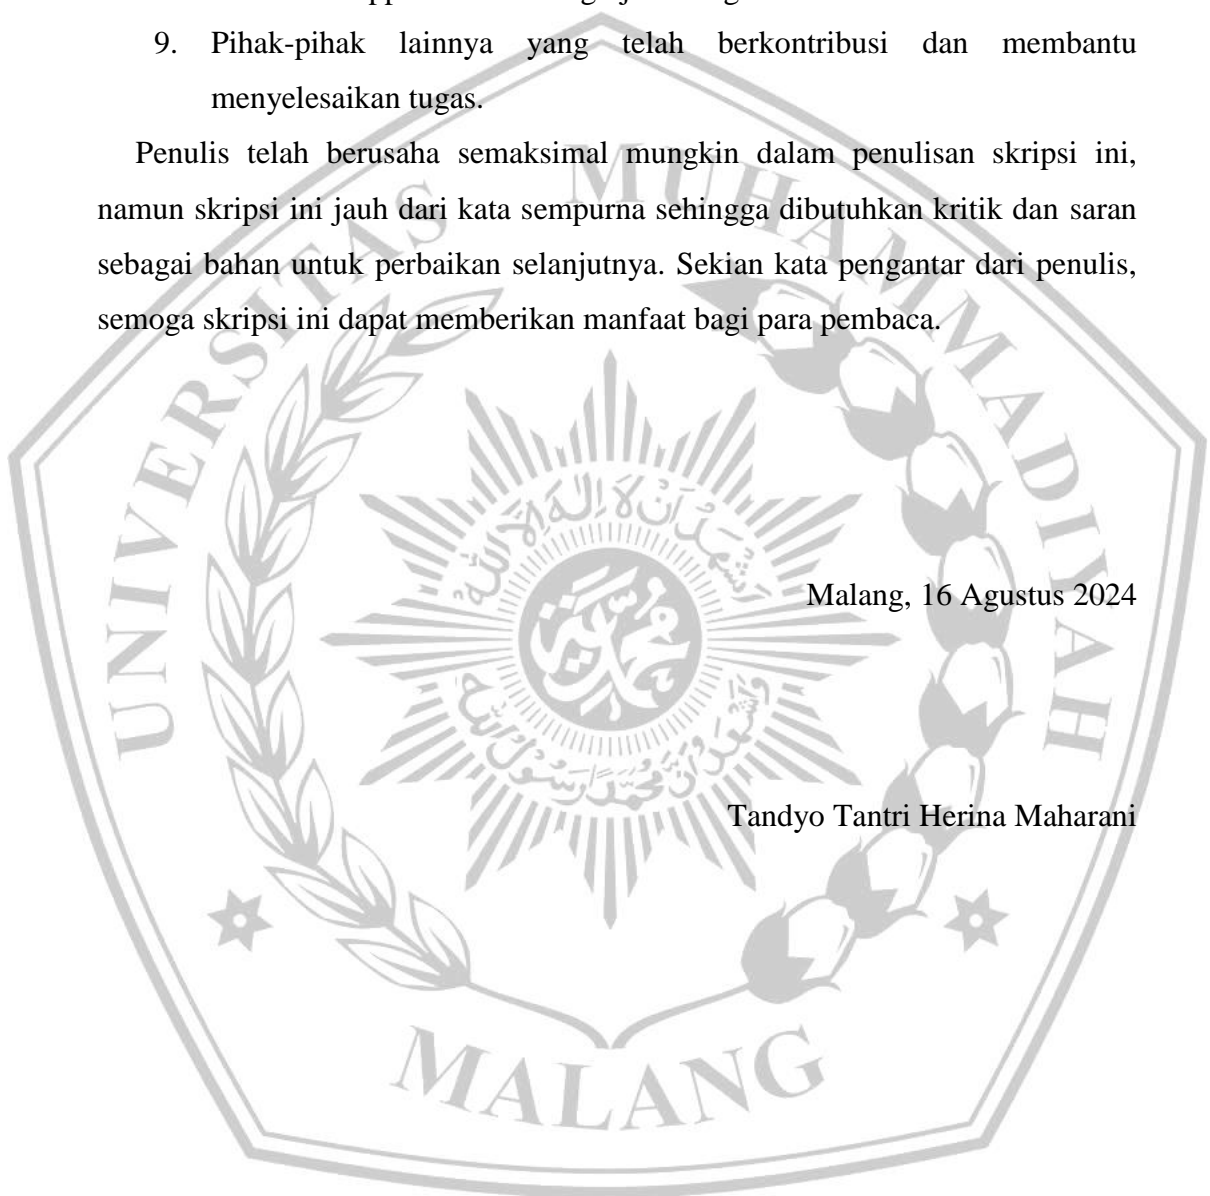 9. Pihak-pihak lainnya yang telah berkontribusi dan membantu
menyelesaikan tugas.
Penulis telah berusaha semaksimal mungkin dalam penulisan skripsi ini,
namun skripsi ini jauh dari kata sempurna sehingga dibutuhkan kritik dan saran
sebagai bahan untuk perbaikan selanjutnya. Sekian kata pengantar dari penulis,
semoga skripsi ini dapat memberikan manfaat bagi para pembaca.
Malang, 16 Agustus 2024
Tandyo Tantri Herina Maharani
UNIVERSITAS MUHAMMADIYAH
MALANG